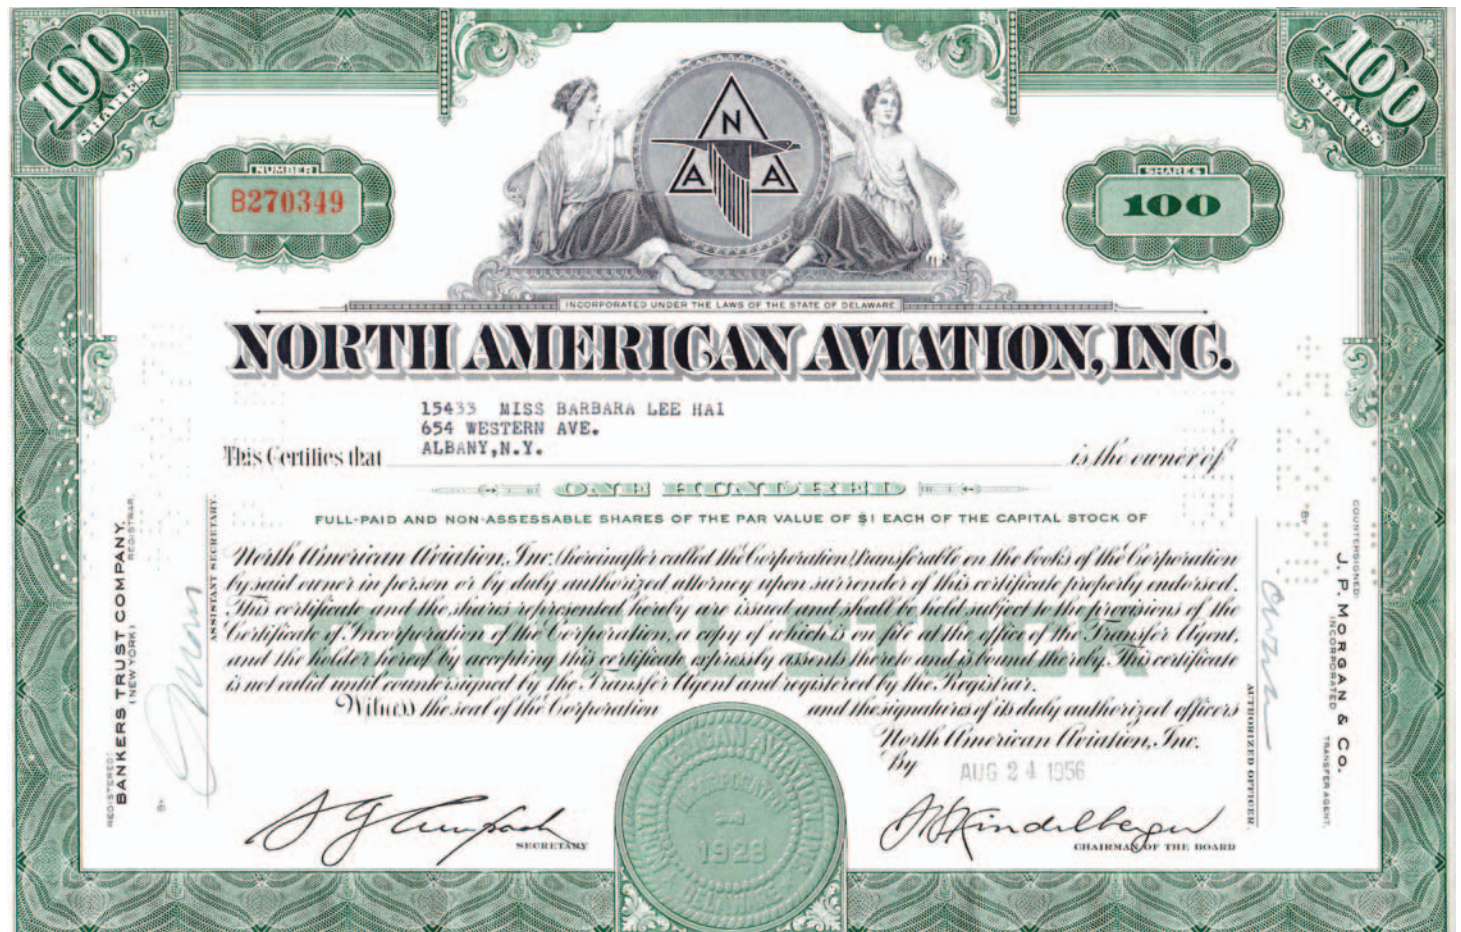 100 SHARES
100 SHARES
N
A A
NUMBER
B270349
SHARES
100
INCORPORATED UNDER THE LAWS OF THE STATE OF DELAWARE
NORTH AMERICAN AVIATION, INC.
15433 MISS BARBARA LEE HAI
654 WESTERN AVE.
ALBANY,N.Y.
This Certifies that is the owner of
ONE HUNDRED
FULL-PAID AND NON-ASSESSABLE SHARES OF THE PAR VALUE OF $1 EACH OF THE CAPITAL STOCK OF
North American Aviation, Inc. (hereinafter called the Corporation) transferable on the books of the Corporation
by said owner in person or by duly authorized attorney upon surrender of this certificate properly endorsed.
This certificate and the shares represented hereby are issued and shall be held subject to the provisions of the
Certificate of Incorporation of the Corporation, a copy of which is on file at the office of the Transfer Agent,
and the holder hereof by accepting this certificate expressly assents thereto and is bound thereby. This certificate
is not valid until countersigned by the Transfer Agent and registered by the Registrar.
CAPITAL STOCK
Witness the seal of the Corporation and the signatures of its duly authorized officers
North American Aviation, Inc.
By
AUG 24 1956
SECRETARY
CHAIRMAN OF THE BOARD
NORTH AMERICAN AVIATION, INC.
INCORPORATED
IN
1928
DELAWARE
REGISTERED:
BANKERS TRUST COMPANY,
(NEW YORK)
REGISTRAR,
BY
ASSISTANT SECRETARY.
COUNTERSIGNED:
J. P. MORGAN & CO.
INCORPORATED
TRANSFER AGENT,
BY
AUTHORIZED OFFICER.